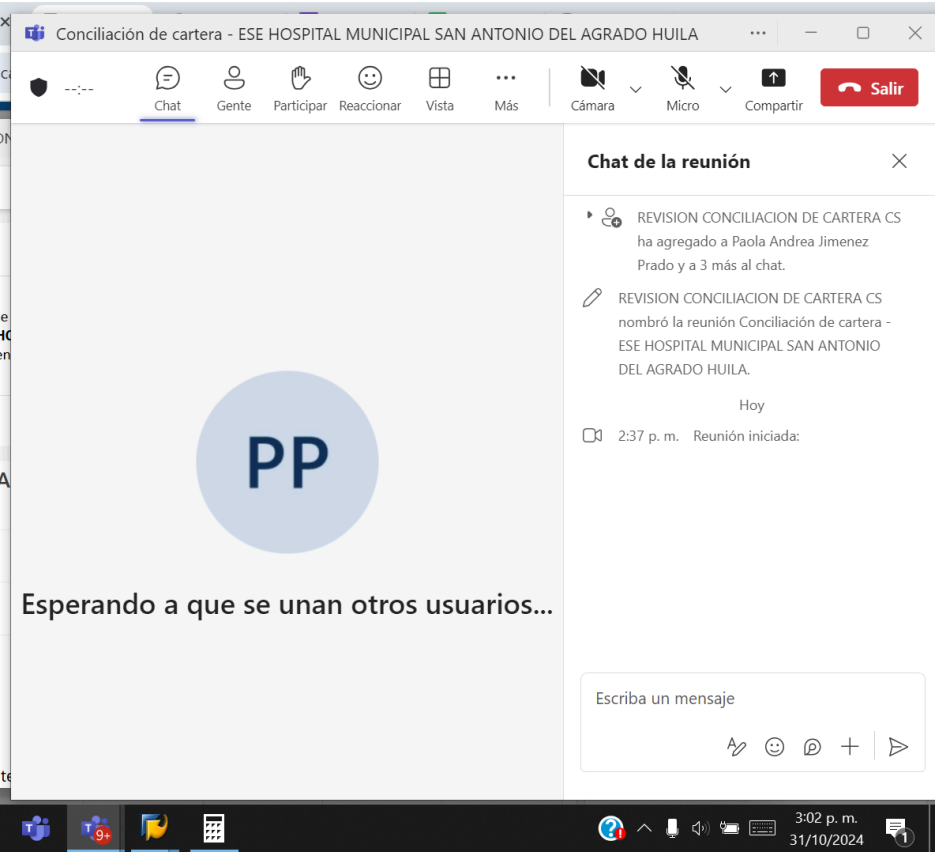 Conciliación de cartera - ESE HOSPITAL MUNICIPAL SAN ANTONIO DEL AGRADO HUILA
--:--
Chat
Gente
Participar
Reaccionar
Vista
Más
Cámara
Micro
Compartir
Salir
Chat de la reunión
REVISION CONCILIACION DE CARTERA CS
ha agregado a Paola Andrea Jimenez
Prado y a 3 más al chat.
REVISION CONCILIACION DE CARTERA CS
nombró la reunión Conciliación de cartera -
ESE HOSPITAL MUNICIPAL SAN ANTONIO
DEL AGRADO HUILA.
Hoy
2:37 p. m. Reunión iniciada:
PP
Esperando a que se unan otros usuarios...
Escriba un mensaje
9+
3:02 p. m.
31/10/2024
1